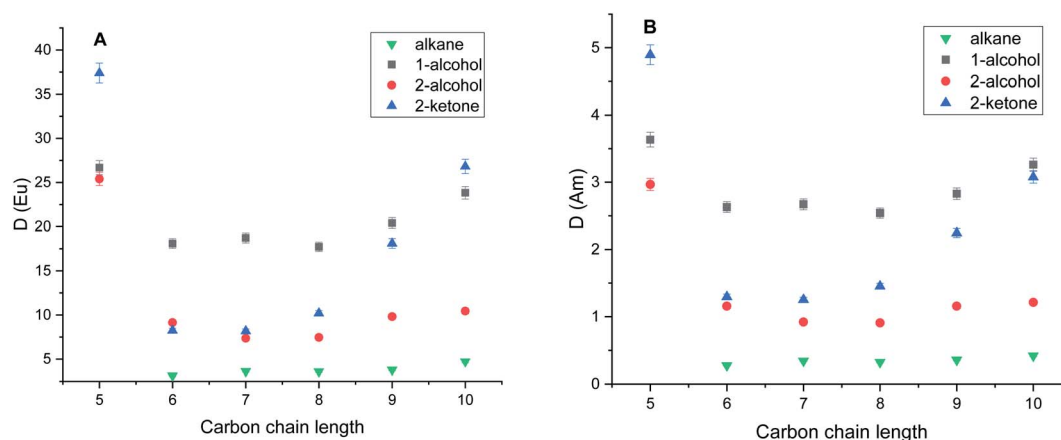 A
alkane
1-alcohol
2-alcohol
2-ketone
40
35
30
25
20
15
10
5
D (Eu)
5 6 7 8 9 10
Carbon chain length
B
alkane
1-alcohol
2-alcohol
2-ketone
5
4
3
2
1
0
D (Am)
5 6 7 8 9 10
Carbon chain length